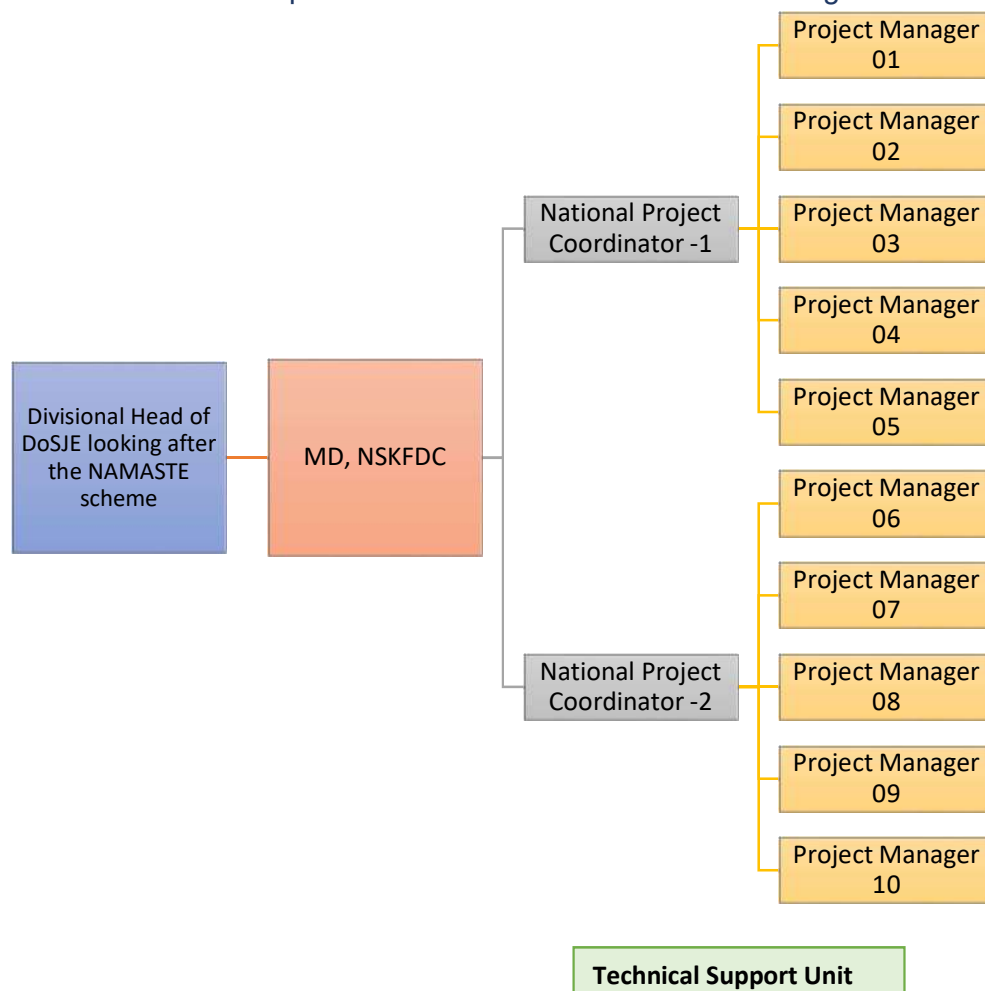 Project Manager
01
Project Manager
02
National Project
Coordinator -1
Project Manager
03
Project Manager
04
Project Manager
05
Divisional Head of
DoSJE looking after
the NAMASTE
scheme
MD, NSKFDC
Project Manager
06
Project Manager
07
National Project
Coordinator -2
Project Manager
08
Project Manager
09
Project Manager
10
Technical Support Unit